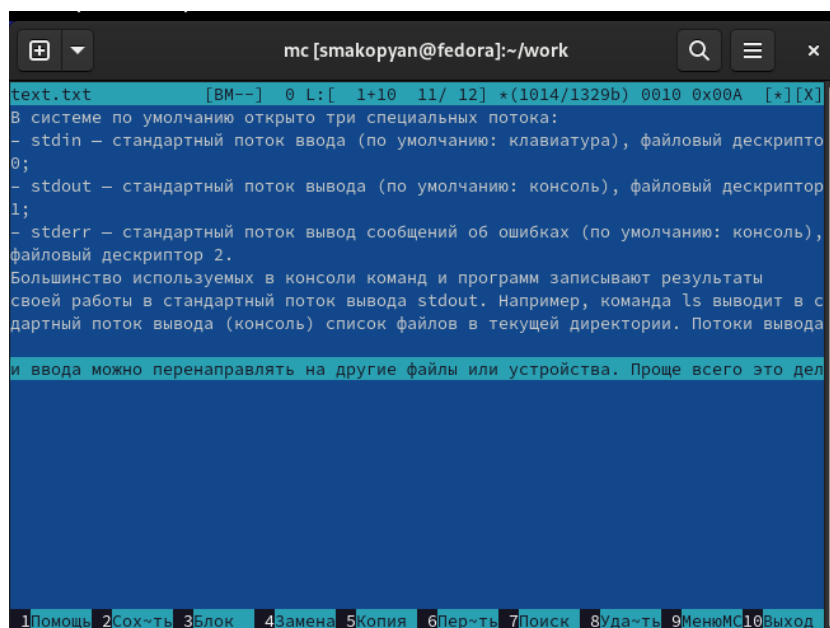 mc [smakopyan@fedora]:~/work
text.txt [BM--] 0 L:[ 1+10 11/ 12] *(1014/1329b) 0010 0x00A [*][X]
В системе по умолчанию открыто три специальных потока:
– stdin — стандартный поток ввода (по умолчанию: клавиатура), файловый дескрипто
0;
– stdout — стандартный поток вывода (по умолчанию: консоль), файловый дескриптор
1;
– stderr — стандартный поток вывод сообщений об ошибках (по умолчанию: консоль),
файловый дескриптор 2.
Большинство используемых в консоли команд и программ записывают результаты
своей работы в стандартный поток вывода stdout. Например, команда ls выводит в с
дартный поток вывода (консоль) список файлов в текущей директории. Потоки вывода
и ввода можно перенаправлять на другие файлы или устройства. Проще всего это дел
1Помощь 2Сох~ть 3Блок 4Замена 5Копия 6Пер~ть 7Поиск 8Уда~ть 9МенюMC10Выход